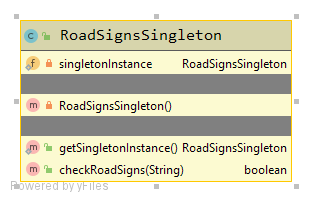 C RoadSignsSingleton
f singletonInstance RoadSignsSingleton
m RoadSignsSingleton()
m getSingletonInstance() RoadSignsSingleton
m checkRoadSigns(String) boolean
Powered by yFiles